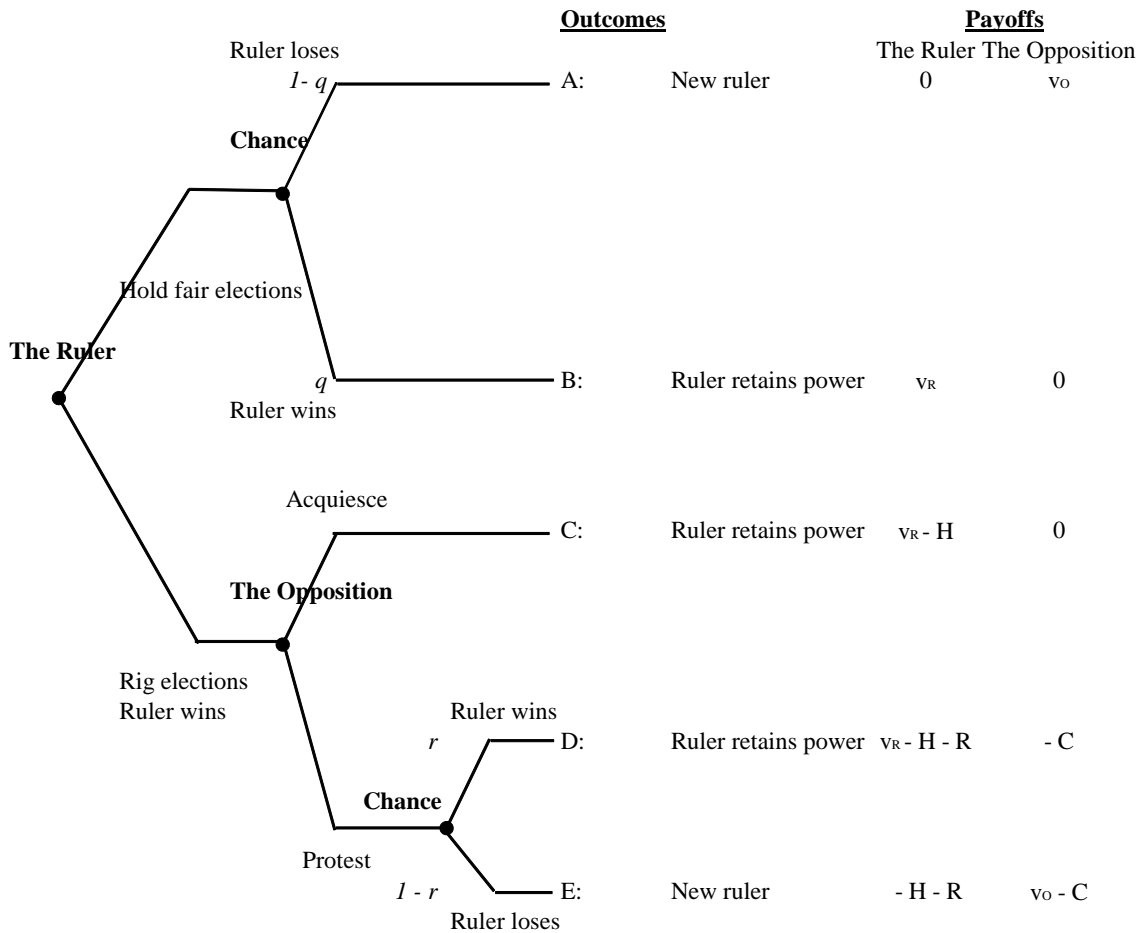 Outcomes Payoffs
Ruler loses The Ruler The Opposition
1- q A: New ruler 0 vO
Chance
Hold fair elections
The Ruler
q B: Ruler retains power vR 0
Ruler wins
Acquiesce
C: Ruler retains power vR - H 0
The Opposition
Rig elections
Ruler wins Ruler wins
r D: Ruler retains power vR - H - R - C
Chance
Protest
1 - r E: New ruler - H - R vO - C
Ruler loses